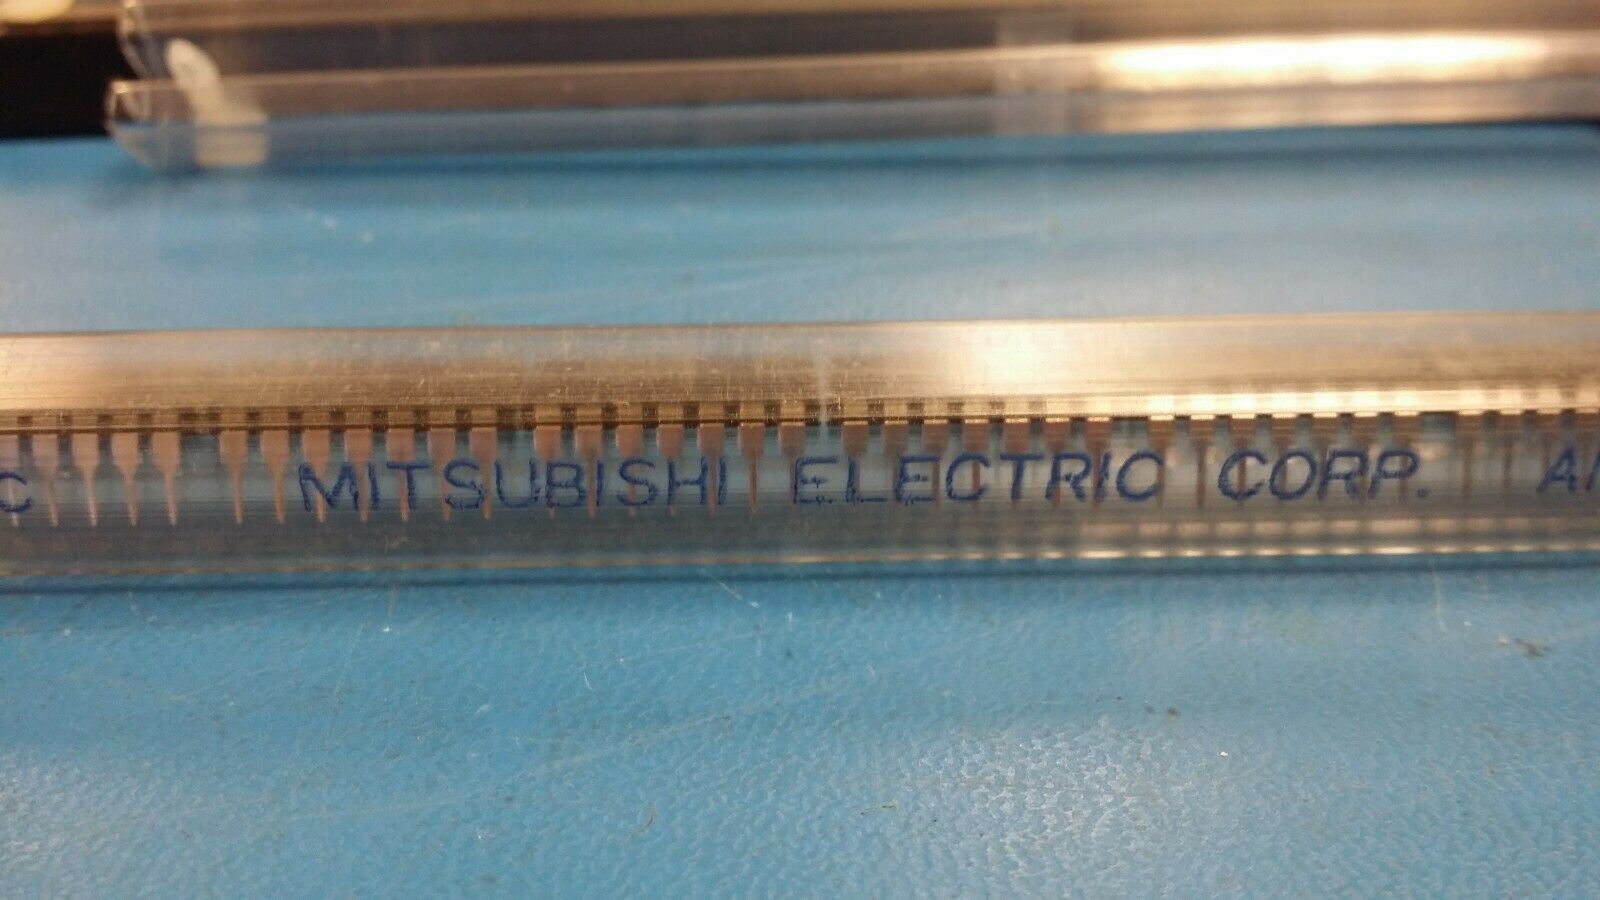 C MITSUBISHI ELECTRIC CORP. A